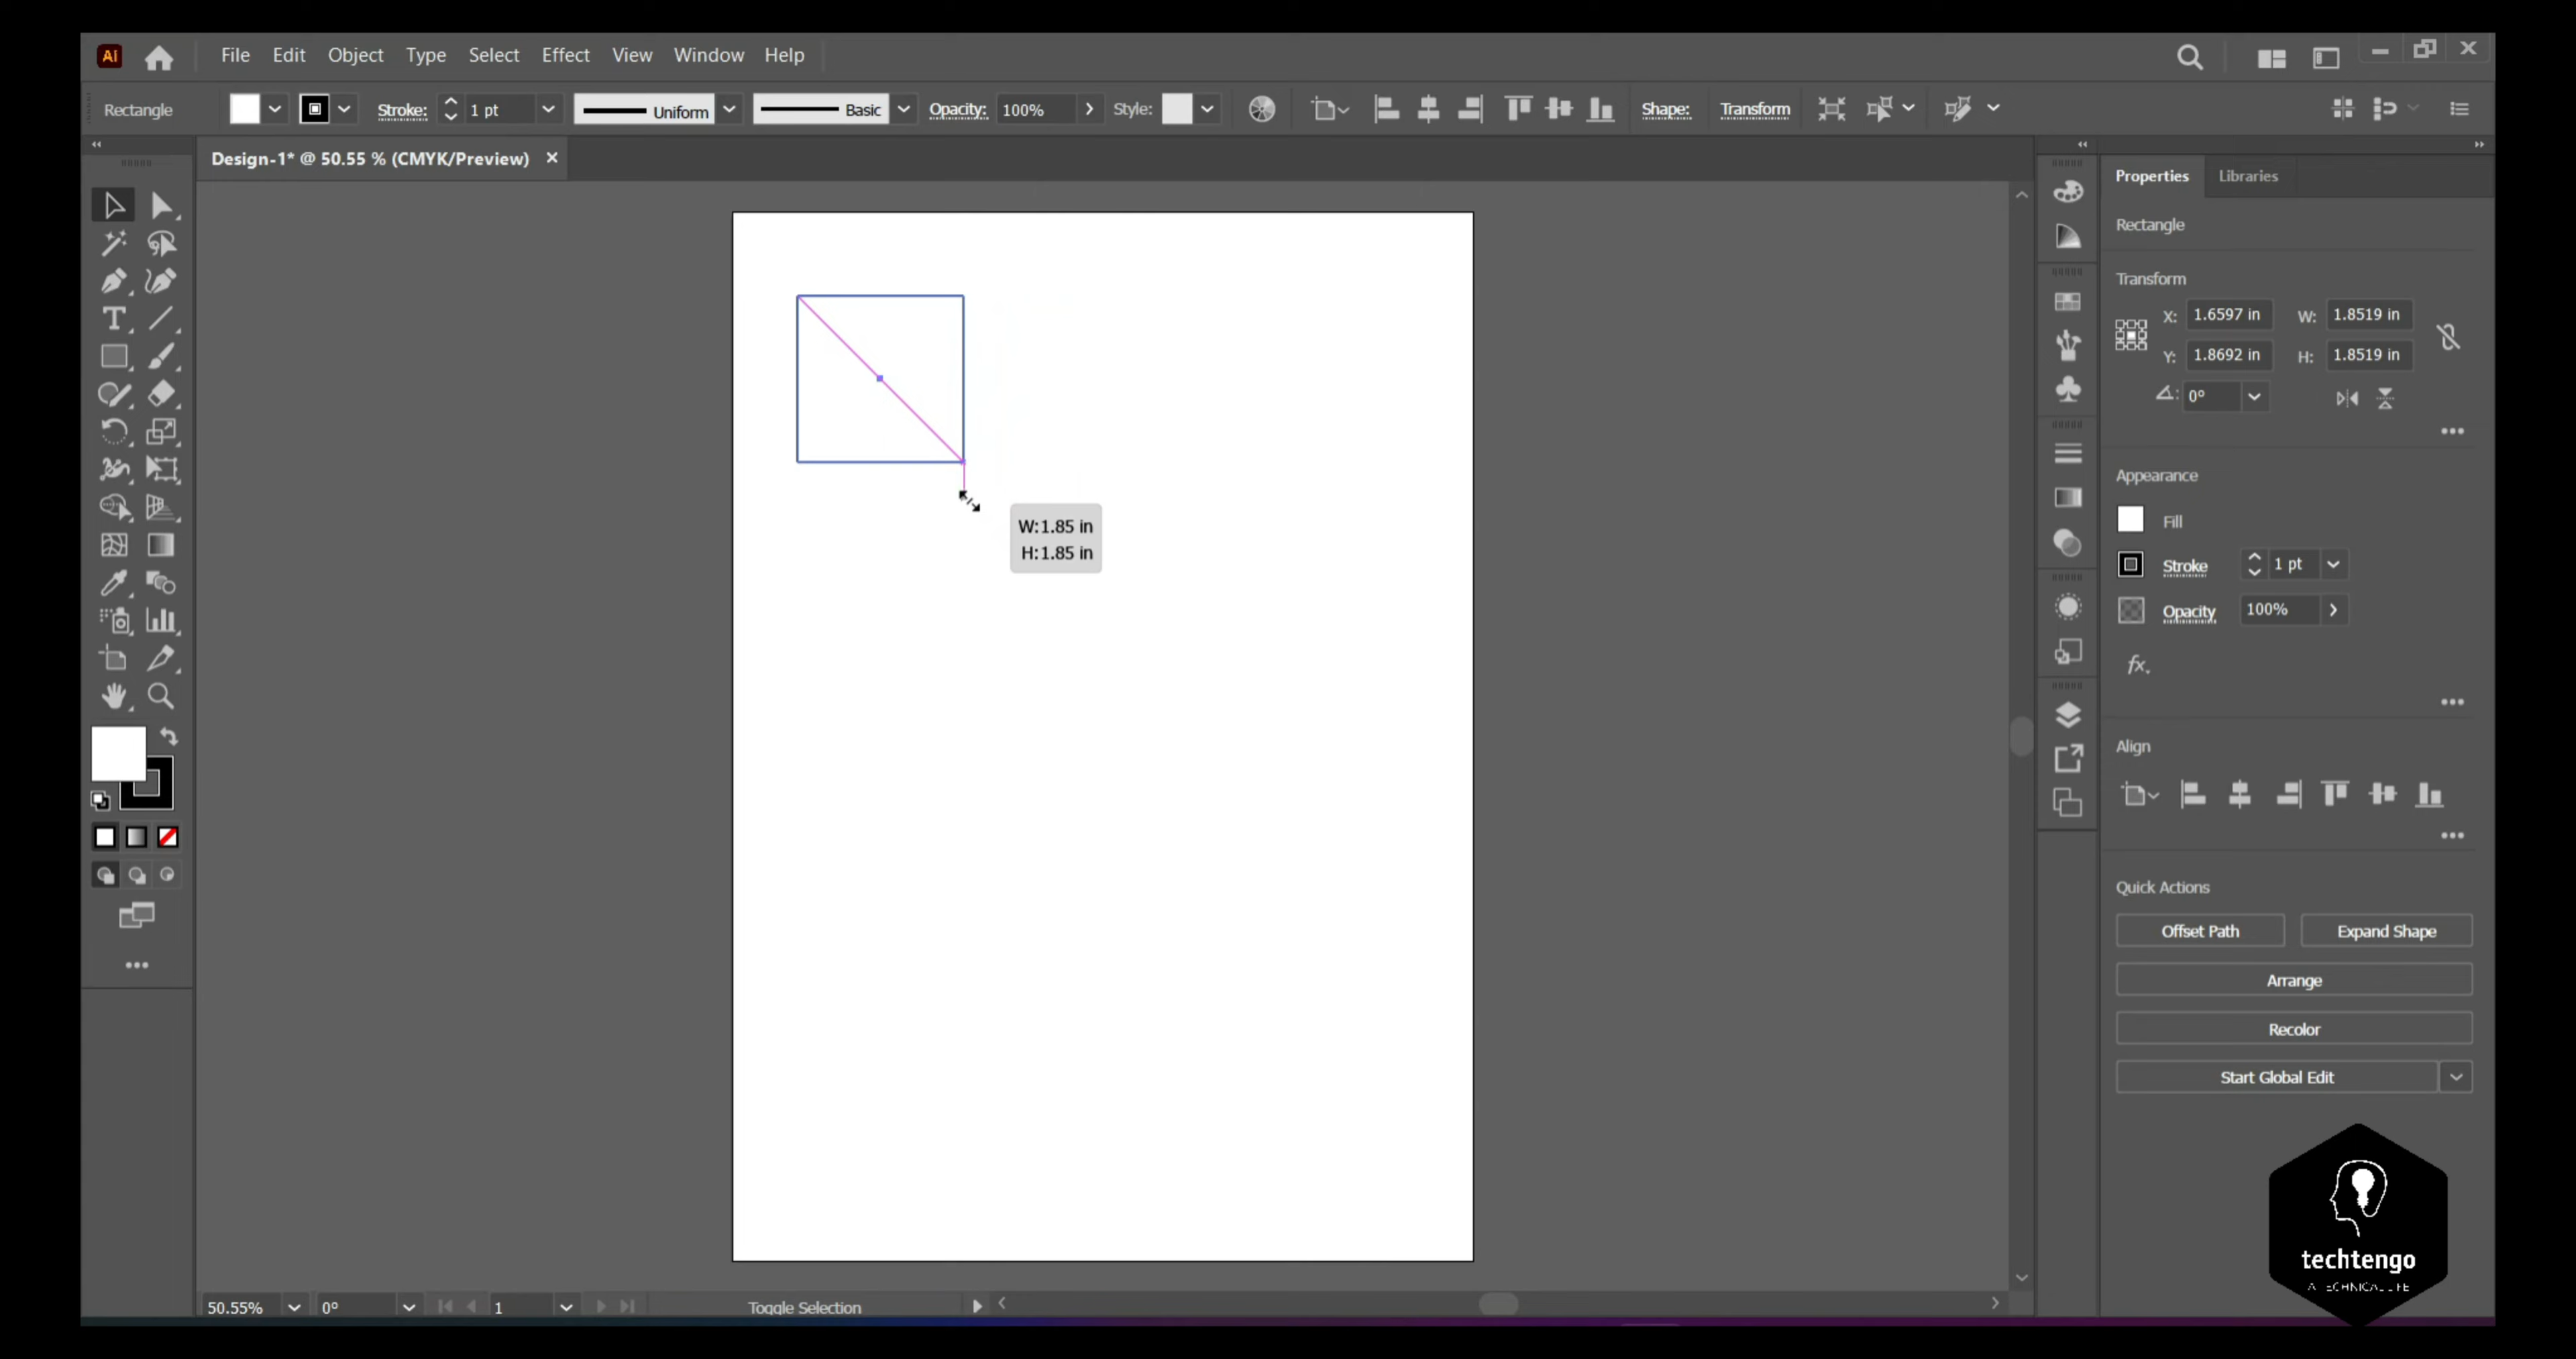 Ai File Edit Object Type Select Effect View Window Help
Rectangle Stroke: 1 pt Uniform Basic Opacity: 100% Style: Shape: Transform
Design-1* @ 50.55 % (CMYK/Preview)
Properties Libraries
Rectangle
Transform
X: 1.6597 in W: 1.8519 in
Y: 1.8692 in H: 1.8519 in
0°
Appearance
Fill
Stroke 1 pt
Opacity 100%
fx.
W:1.85 in
H:1.85 in
Align
Quick Actions
Offset Path Expand Shape
Arrange
Recolor
Start Global Edit
techtengo
50.55% 0° 1 Toggle Selection